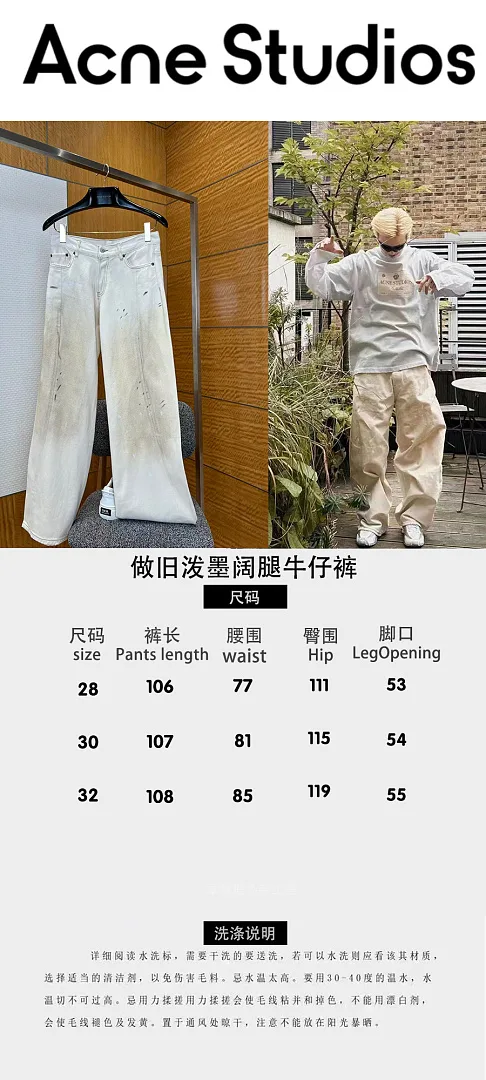 Acne Studios
ACNE STUDIOS
做旧泼墨阔腿牛仔裤
尺码
尺码 裤长 腰围 臀围 脚口
size Pants length waist Hip LegOpening
28 106 77 111 53
30 107 81 115 54
32 108 85 119 55
洗涤说明
详细阅读水洗标，需要干洗的要送洗，若可以水洗则应看该其材质，
选择适当的清洁剂，以免伤害毛料。忌水温太高。要用30-40度的温水，水
温切不可过高。忌用力揉搓用力揉搓会使毛线粘并和掉色，不能用漂白剂，
会使毛线褪色及发黄。置于通风处晾干，注意不能放在阳光暴晒。